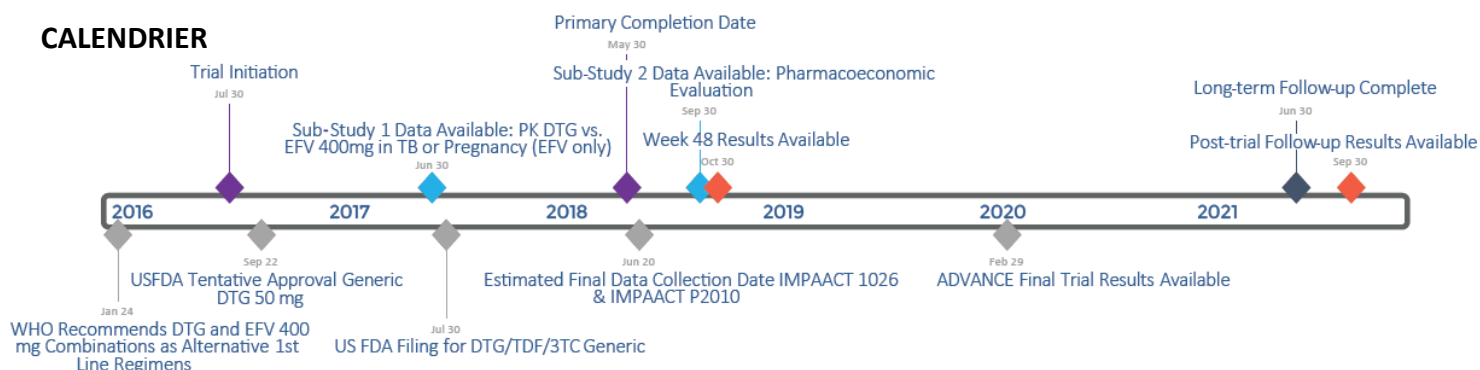 CALENDRIER
Primary Completion Date
May 30
Trial Initiation
Jul 30
Sub-Study 2 Data Available: Pharmacoeconomic
Evaluation
Sep 30
Long-term Follow-up Complete
Jun 30
Sub-Study 1 Data Available: PK DTG vs.
EFV 400mg in TB or Pregnancy (EFV only)
Jun 30
Week 48 Results Available
Oct 30
Post-trial Follow-up Results Available
Sep 30
2016 2017 2018 2019 2020 2021
Sep 22
USFDA Tentative Approval Generic
DTG 50 mg
Jun 20
Estimated Final Data Collection Date IMPAACT 1026
& IMPAACT P2010
Feb 29
ADVANCE Final Trial Results Available
Jan 24
WHO Recommends DTG and EFV 400
mg Combinations as Alternative 1st
Line Regimens
Jul 30
US FDA Filing for DTG/TDF/3TC Generic